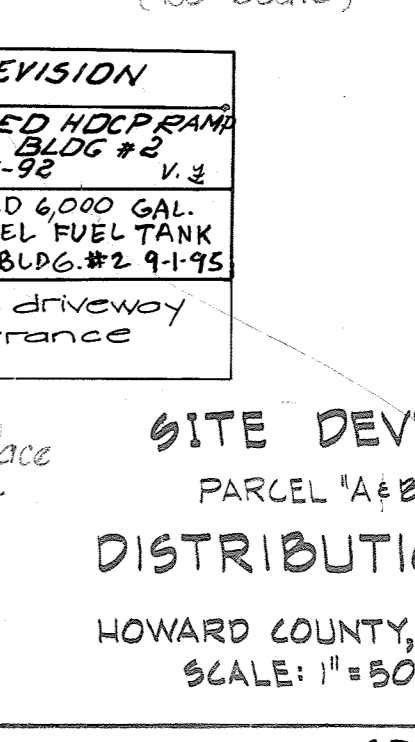 EVISION
ED HDCP RAMP
BLDG #2
-92 V. Y
D 6,000 GAL.
EL FUEL TANK
BLDG. #2 9-1-95
driveway
rance
ace
SITE DEV
PARCEL "A & B
DISTRIBUTIO
HOWARD COUNTY,
SCALE: 1" = 50